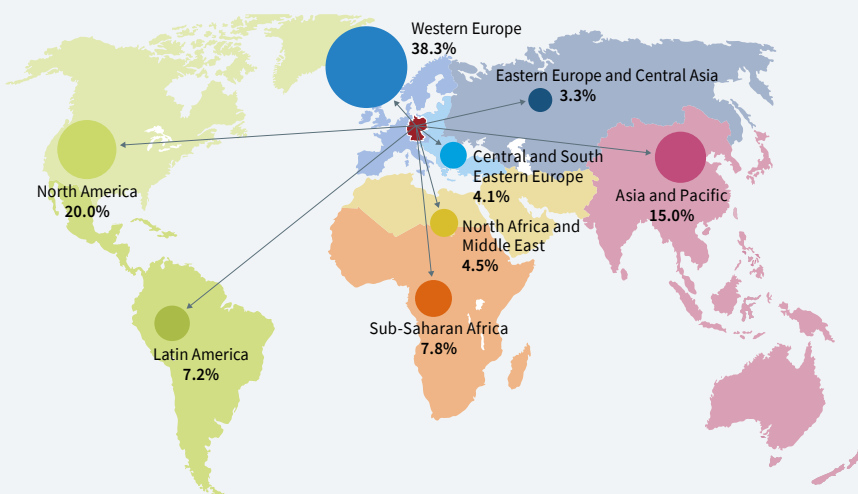 Western Europe
38.3%
Eastern Europe and Central Asia
3.3%
Central and South
Eastern Europe
4.1%
North America
20.0%
Asia and Pacific
15.0%
North Africa and
Middle East
4.5%
Sub-Saharan Africa
7.8%
Latin America
7.2%